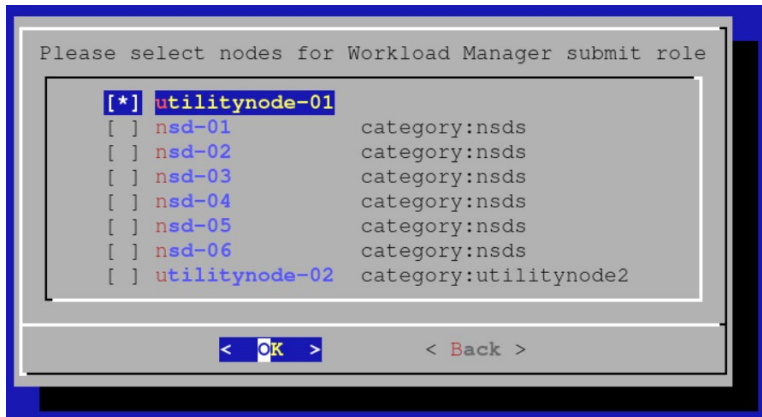 Please select nodes for Workload Manager submit role
[*] utilitynode-01
[ ] nsd-01 category:nsds
[ ] nsd-02 category:nsds
[ ] nsd-03 category:nsds
[ ] nsd-04 category:nsds
[ ] nsd-05 category:nsds
[ ] nsd-06 category:nsds
[ ] utilitynode-02 category:utilitynode2
< OK > < Back >